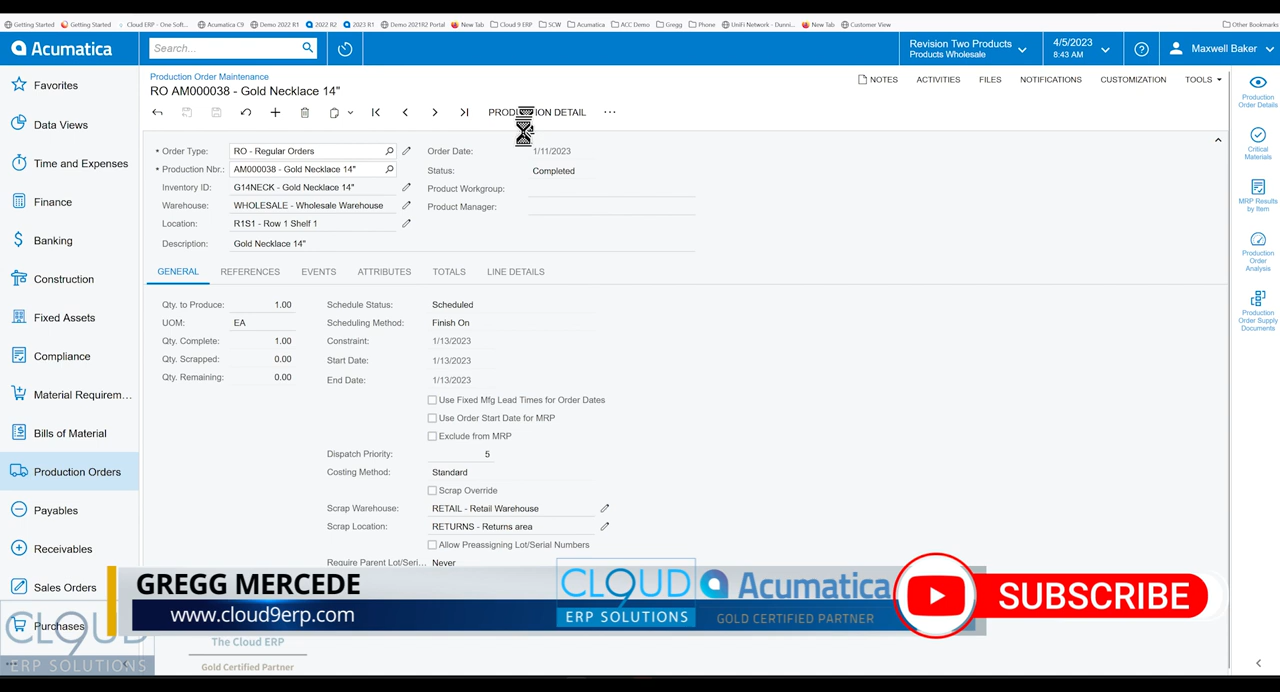 Getting Started Getting Started Cloud ERP - One Soft... Acumatica C9 Demo 2022 R1 2022 R2 2023 R1 Demo 2021R2 Portal New Tab Cloud 9 ERP SCW Acumatica ACC Demo Gregg Phone UniFi Network - Dunni... New Tab Customer View Other Bookmarks
Acumatica
Search...
Revision Two Products
Products Wholesale
4/5/2023
8:43 AM
Maxwell Baker
Production Order Maintenance
RO AM000038 - Gold Necklace 14"
NOTES ACTIVITIES FILES NOTIFICATIONS CUSTOMIZATION TOOLS
PRODUCTION DETAIL ...
Favorites
Data Views
Time and Expenses
Finance
Banking
Construction
Fixed Assets
Compliance
Material Requirem...
Bills of Material
Production Orders
Payables
Receivables
Sales Orders
Purchases
* Order Type: RO - Regular Orders
* Production Nbr.: AM000038 - Gold Necklace 14"
Inventory ID: G14NECK - Gold Necklace 14"
Warehouse: WHOLESALE - Wholesale Warehouse
Location: R1S1 - Row 1 Shelf 1
Description: Gold Necklace 14"
Order Date: 1/11/2023
Status: Completed
Product Workgroup:
Product Manager:
GENERAL REFERENCES EVENTS ATTRIBUTES TOTALS LINE DETAILS
Qty. to Produce: 1.00
UOM: EA
Qty. Complete: 1.00
Qty. Scrapped: 0.00
Qty. Remaining: 0.00
Schedule Status: Scheduled
Scheduling Method: Finish On
Constraint: 1/13/2023
Start Date: 1/13/2023
End Date: 1/13/2023
Use Fixed Mfg Lead Times for Order Dates
Use Order Start Date for MRP
Exclude from MRP
Dispatch Priority: 5
Costing Method: Standard
Scrap Override
Scrap Warehouse: RETAIL - Retail Warehouse
Scrap Location: RETURNS - Returns area
Allow Preassigning Lot/Serial Numbers
Require Parent Lot/Seri... Never
Production
Order Details
Critical
Materials
MRP Results
by Item
Production
Order
Analysis
Production
Order Supply
Documents
GREGG MERCEDE
www.cloud9erp.com
CLOUD
ERP SOLUTIONS
Acumatica
GOLD CERTIFIED PARTNER
SUBSCRIBE
CLOUD
ERP SOLUTIONS
The Cloud ERP
Gold Certified Partner